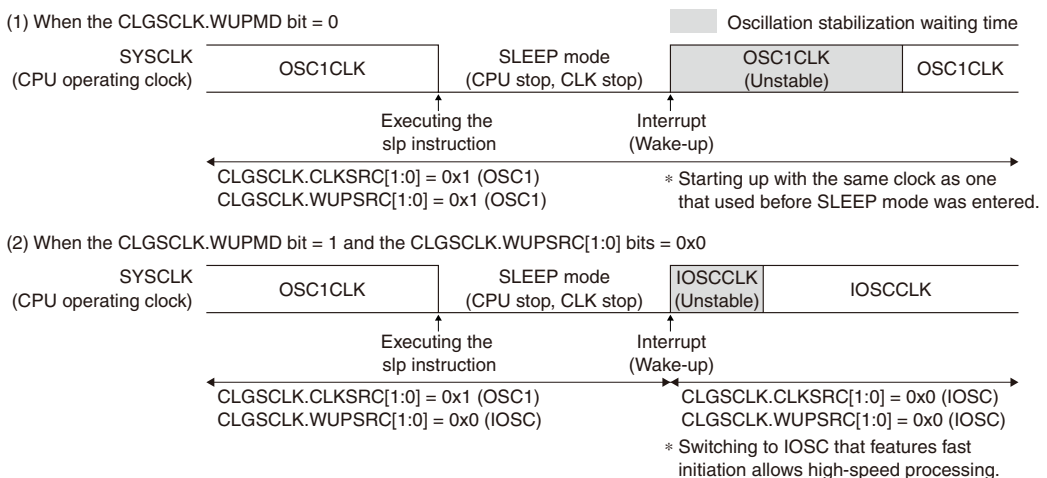 (1) When the CLGSCLK.WUPMD bit = 0
Oscillation stabilization waiting time
SYSCLK
(CPU operating clock)
OSC1CLK
SLEEP mode
(CPU stop, CLK stop)
OSC1CLK
(Unstable)
OSC1CLK
Executing the
slp instruction
Interrupt
(Wake-up)
CLGSCLK.CLKSRC[1:0] = 0x1 (OSC1)
CLGSCLK.WUPSRC[1:0] = 0x1 (OSC1)
* Starting up with the same clock as one
that used before SLEEP mode was entered.
(2) When the CLGSCLK.WUPMD bit = 1 and the CLGSCLK.WUPSRC[1:0] bits = 0x0
SYSCLK
(CPU operating clock)
OSC1CLK
SLEEP mode
(CPU stop, CLK stop)
IOSCCLK
(Unstable)
IOSCCLK
Executing the
slp instruction
Interrupt
(Wake-up)
CLGSCLK.CLKSRC[1:0] = 0x1 (OSC1)
CLGSCLK.WUPSRC[1:0] = 0x0 (IOSC)
CLGSCLK.CLKSRC[1:0] = 0x0 (IOSC)
CLGSCLK.WUPSRC[1:0] = 0x0 (IOSC)
* Switching to IOSC that features fast
initiation allows high-speed processing.